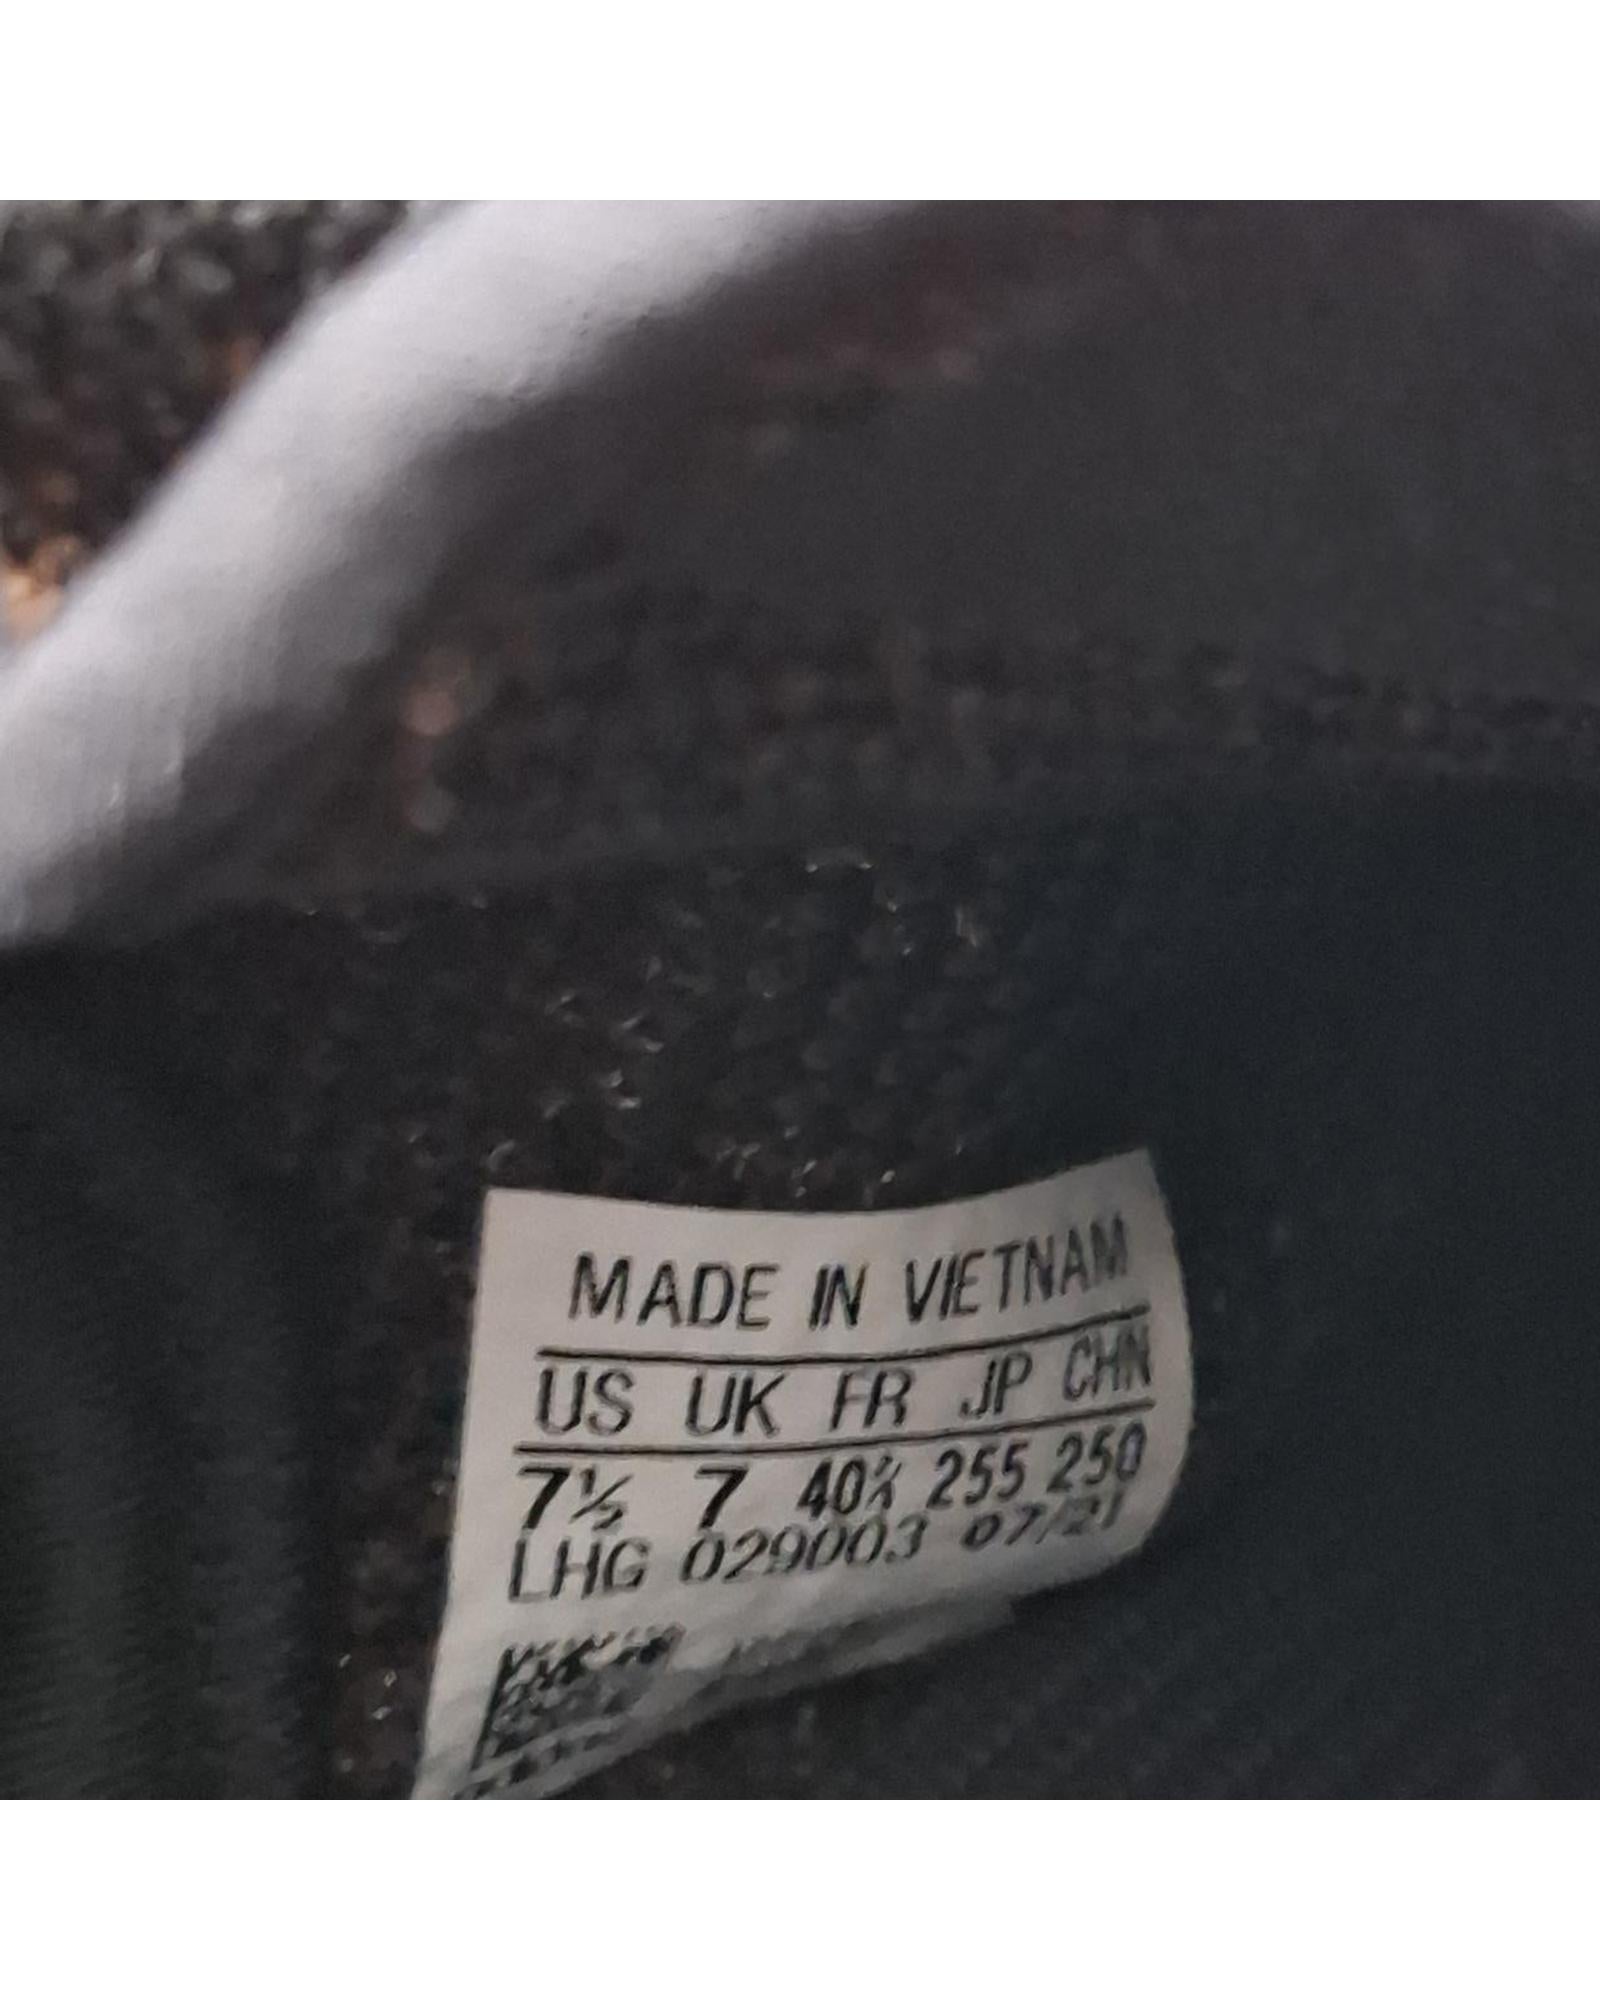 MADE IN VIETNAM
US UK FR JP CHN
7½ 7 40⅔ 255 250
LHG 029003 07/21